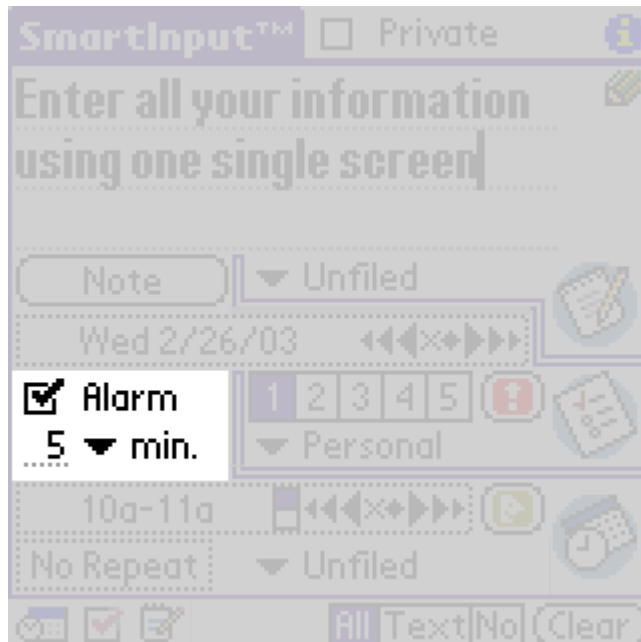 SmartInput™ Private
Enter all your information
using one single screen
Note Unfiled
Wed 2/26/03
Alarm 1 2 3 4 5
5 min. Personal
10a-11a
No Repeat Unfiled
All Text No Clear